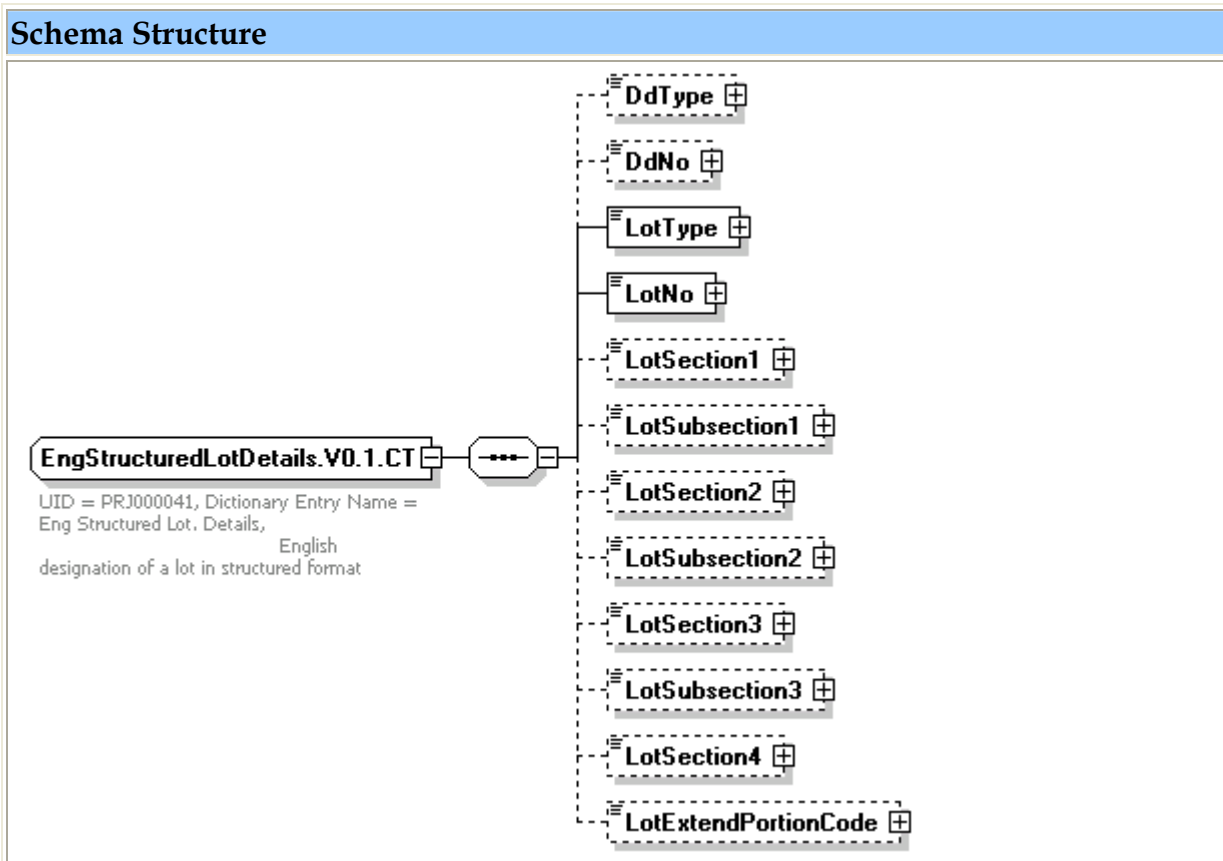 Schema Structure
DdType
DdNo
LotType
LotNo
LotSection1
LotSubsection1
EngStructuredLotDetails.V0.1.CT
UID = PRJ000041, Dictionary Entry Name =
Eng Structured Lot. Details,
English
designation of a lot in structured format
LotSection2
LotSubsection2
LotSection3
LotSubsection3
LotSection4
LotExtendPortionCode